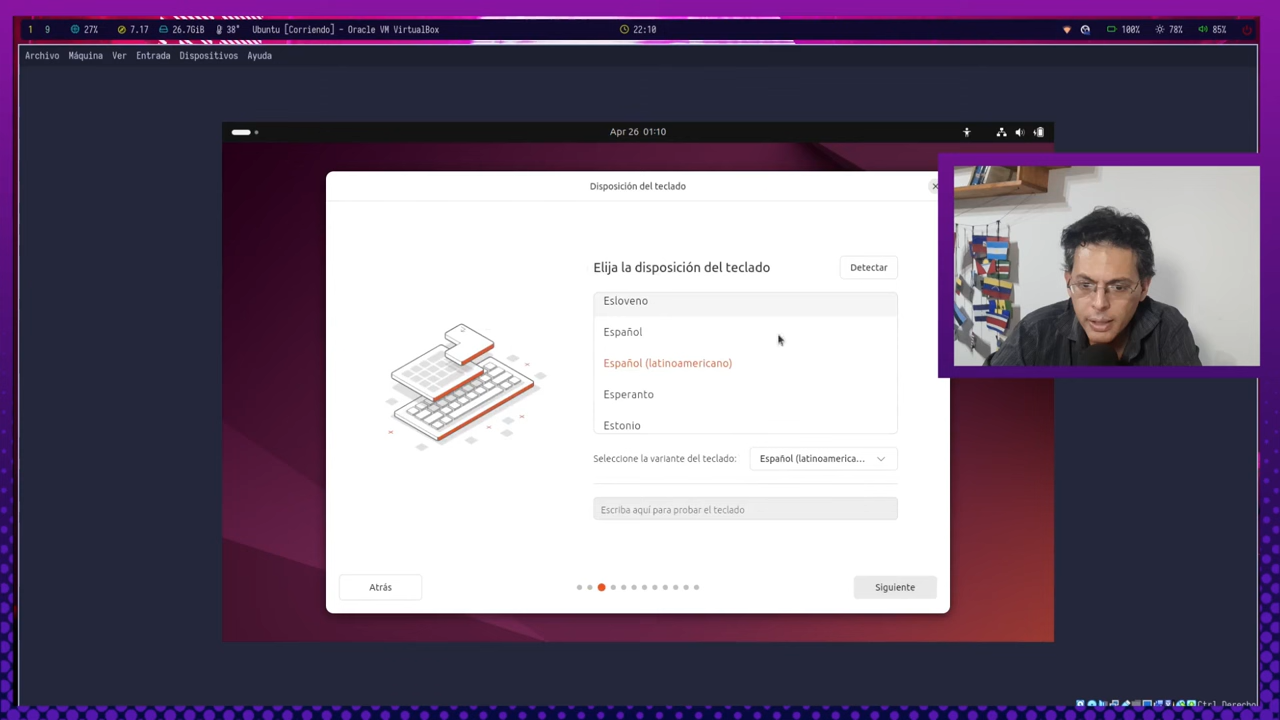 1 9 27% 7.17 26.7GiB 38° Ubuntu [Corriendo] - Oracle VM VirtualBox 22:10 100% 78% 85%
Archivo Máquina Ver Entrada Dispositivos Ayuda
Apr 26 01:10
Disposición del teclado
Elija la disposición del teclado
Detectar
Esloveno
Español
Español (latinoamericano)
Esperanto
Estonio
Seleccione la variante del teclado:
Español (latinoamerica...
Escriba aquí para probar el teclado
Atrás
Siguiente
Ctrl Derecho